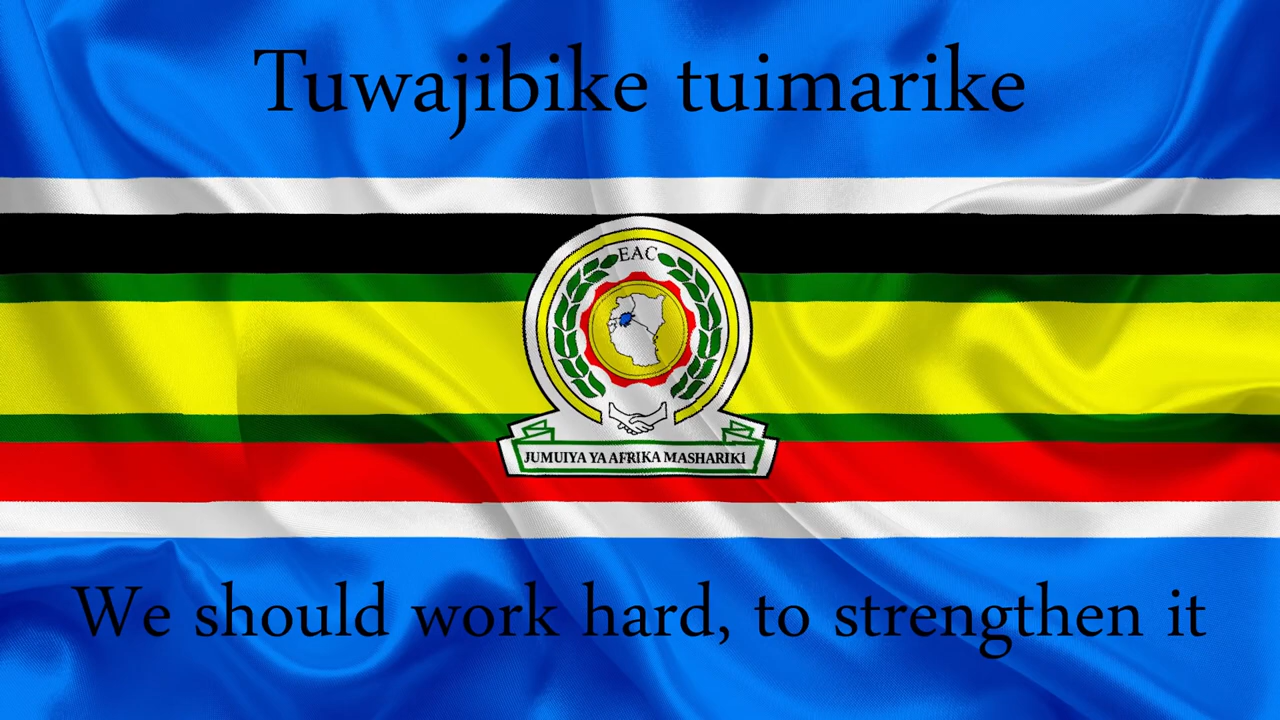 Tuwajibike tuimarike
EAC
JUMUIYA YA AFRIKA MASHARIKI
We should work hard, to strengthen it